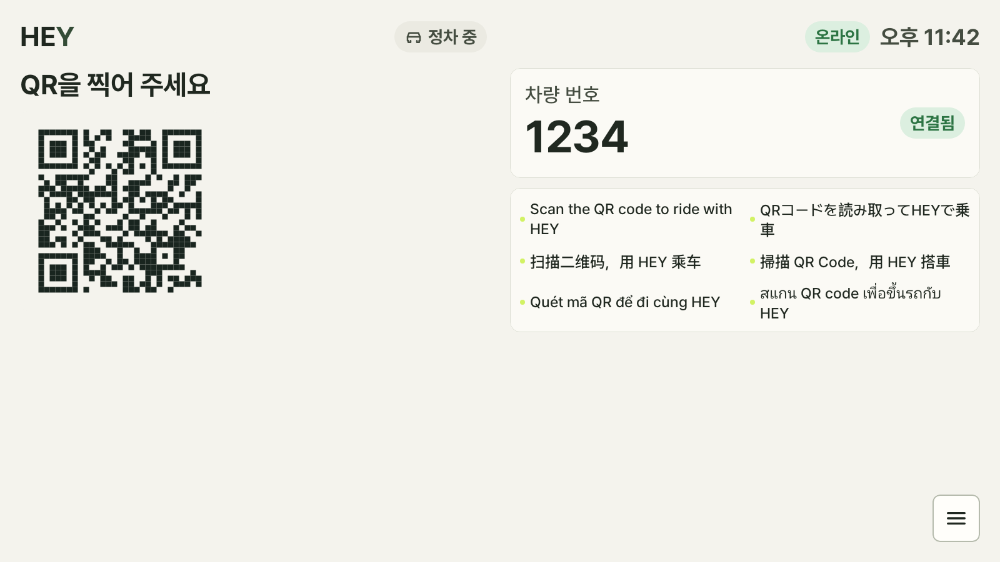 HEY
정차 중
온라인
오후 11:42
QR을 찍어 주세요
차량 번호
1234
연결됨
Scan the QR code to ride with
HEY
QRコードを読み取ってHEYで乗
車
扫描二维码，用 HEY 乘车
掃描 QR Code，用 HEY 搭車
Quét mã QR để đi cùng HEY
สแกน QR code เพื่อขึ้นรถกับ
HEY